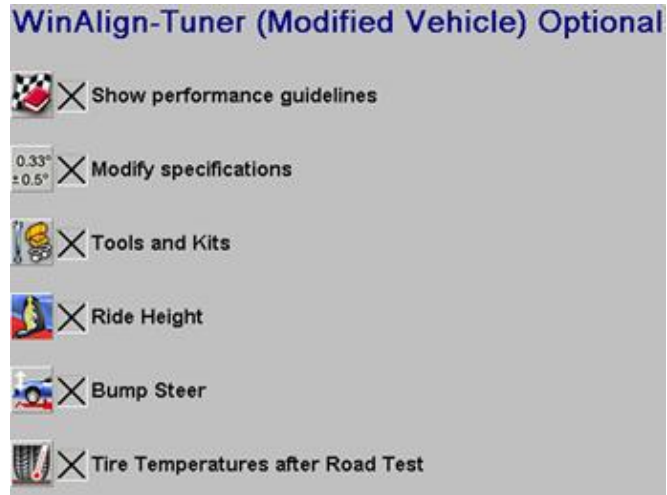 WinAlign-Tuner (Modified Vehicle) Optional
Show performance guidelines
0.33°
±0.5°
Modify specifications
Tools and Kits
Ride Height
Bump Steer
Tire Temperatures after Road Test